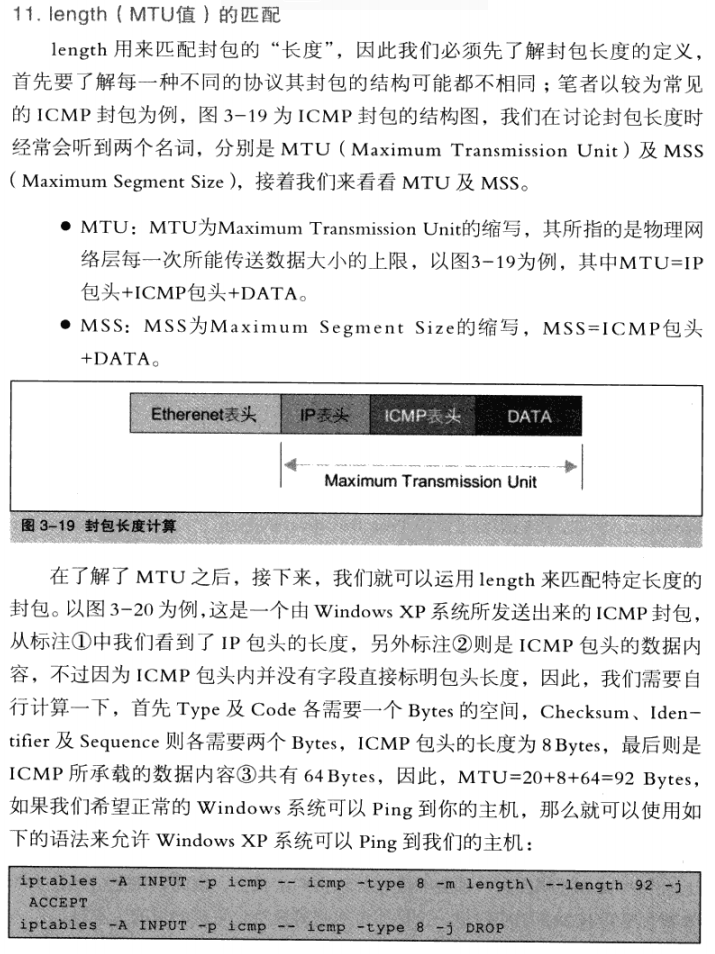 11. length（MTU值）的匹配
length 用来匹配封包的“长度”，因此我们必须先了解封包长度的定义，
首先要了解每一种不同的协议其封包的结构可能都不相同；笔者以较为常见
的 ICMP 封包为例，图 3-19 为 ICMP 封包的结构图，我们在讨论封包长度时
经常会听到两个名词，分别是 MTU（Maximum Transmission Unit）及 MSS
（Maximum Segment Size），接着我们来看看 MTU 及 MSS。
● MTU：MTU为Maximum Transmission Unit的缩写，其所指的是物理网
络层每一次所能传送数据大小的上限，以图3-19为例，其中MTU=IP
包头+ICMP包头+DATA。
● MSS：MSS为Maximum Segment Size的缩写，MSS=ICMP包头
+DATA。
Etherenet表头 IP表头 ICMP表头 DATA
Maximum Transmission Unit
图 3-19 封包长度计算
在了解了 MTU 之后，接下来，我们就可以运用 length 来匹配特定长度的
封包。以图 3-20 为例，这是一个由 Windows XP 系统所发送出来的 ICMP 封包，
从标注①中我们看到了 IP 包头的长度，另外标注②则是 ICMP 包头的数据内
容，不过因为 ICMP 包头内并没有字段直接标明包头长度，因此，我们需要自
行计算一下，首先 Type 及 Code 各需要一个 Bytes 的空间，Checksum、Iden-
tifier 及 Sequence 则各需要两个 Bytes，ICMP 包头的长度为 8 Bytes，最后则是
ICMP 所承载的数据内容③共有 64 Bytes，因此，MTU=20+8+64=92 Bytes，
如果我们希望正常的 Windows 系统可以 Ping 到你的主机，那么就可以使用如
下的语法来允许 Windows XP 系统可以 Ping 到我们的主机：
iptables -A INPUT -p icmp -- icmp -type 8 -m length\ --length 92 -j
ACCEPT
iptables -A INPUT -p icmp -- icmp -type 8 -j DROP